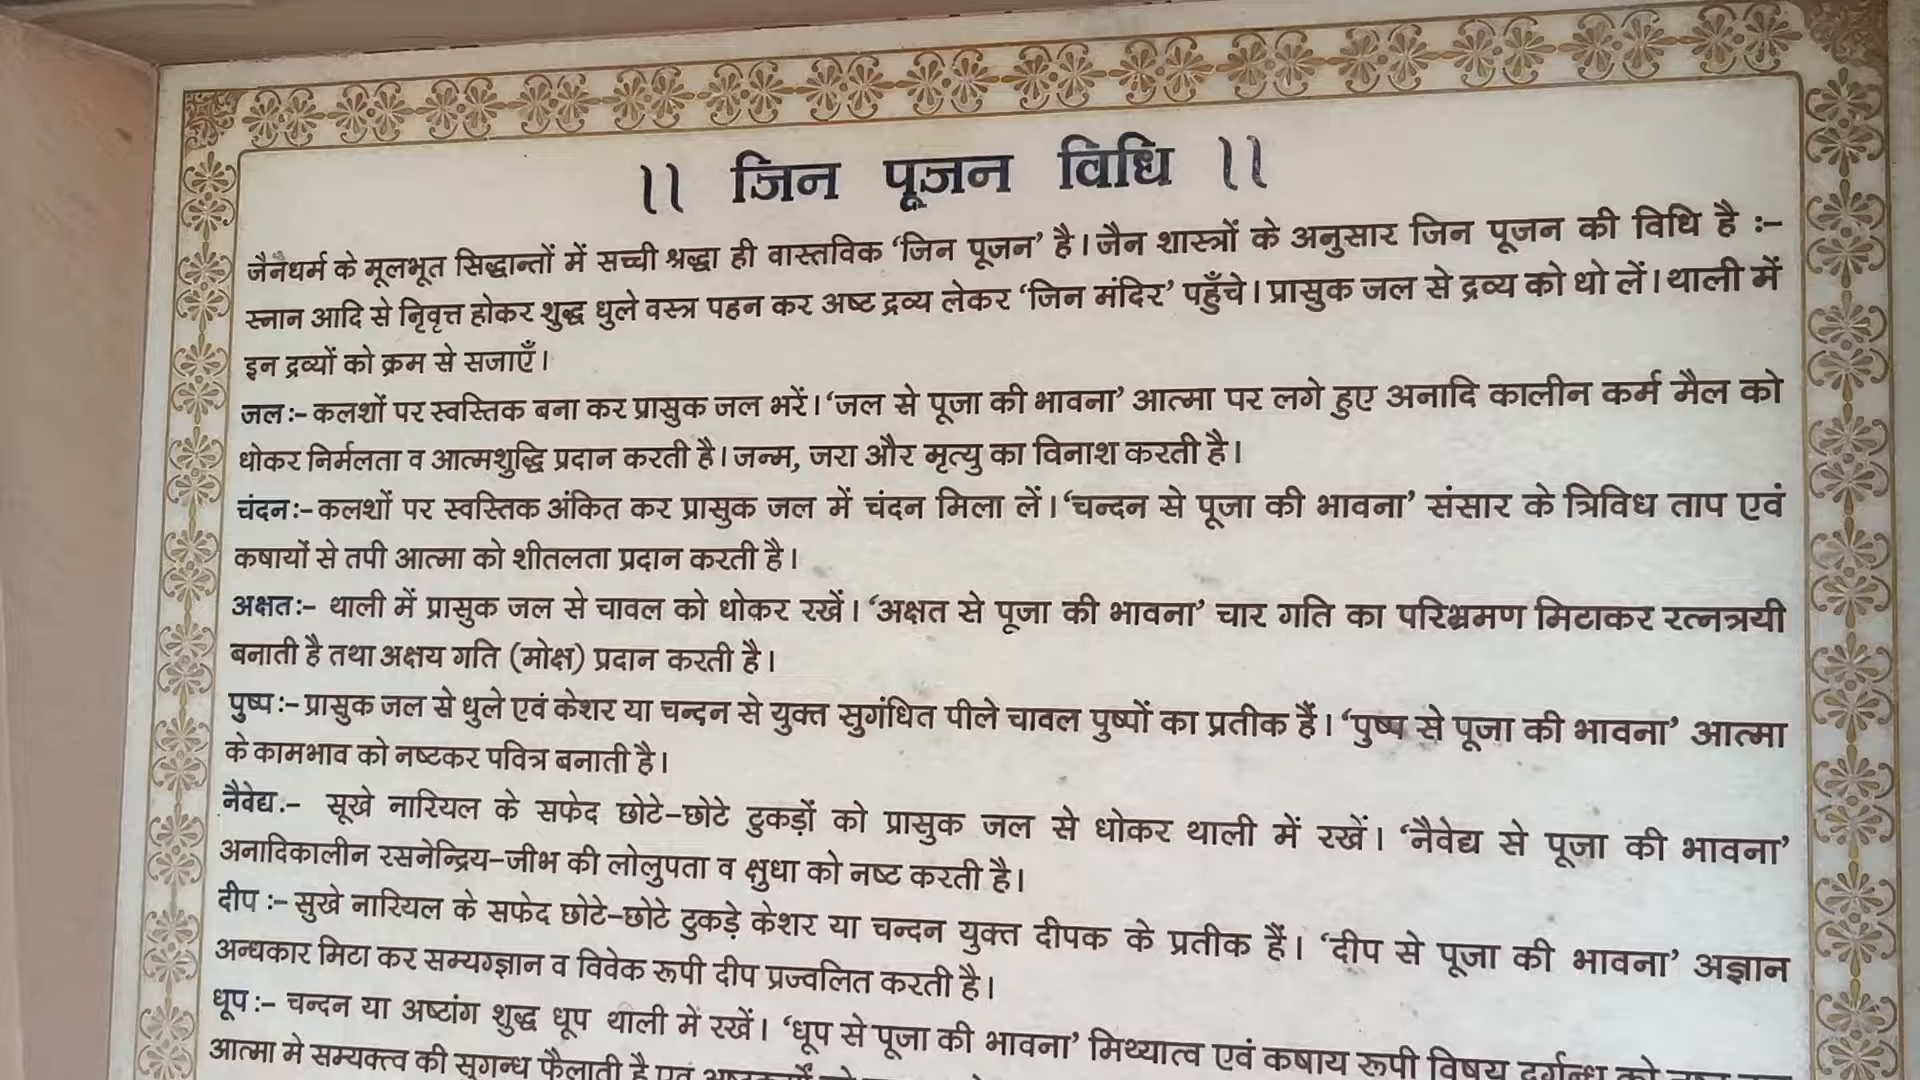 ।। जिन पूजन विधि ।।
जैनधर्म के मूलभूत सिद्धान्तों में सच्ची श्रद्धा ही वास्तविक ‘जिन पूजन’ है। जैन शास्त्रों के अनुसार जिन पूजन की विधि है :–
स्नान आदि से निवृत्त होकर शुद्ध धुले वस्त्र पहन कर अष्ट द्रव्य लेकर ‘जिन मंदिर’ पहुँचे। प्रासुक जल से द्रव्य को धो लें। थाली में
इन द्रव्यों को क्रम से सजाएँ।
जल:– कलशों पर स्वस्तिक बना कर प्रासुक जल भरें। ‘जल से पूजा की भावना’ आत्मा पर लगे हुए अनादि कालीन कर्म मैल को
धोकर निर्मलता व आत्मशुद्धि प्रदान करती है। जन्म, जरा और मृत्यु का विनाश करती है।
चंदन:– कलशों पर स्वस्तिक अंकित कर प्रासुक जल में चंदन मिला लें। ‘चन्दन से पूजा की भावना’ संसार के त्रिविध ताप एवं
कषायों से तपी आत्मा को शीतलता प्रदान करती है।
अक्षत:– थाली में प्रासुक जल से चावल को धोकर रखें। ‘अक्षत से पूजा की भावना’ चार गति का परिभ्रमण मिटाकर रत्नत्रयी
बनाती है तथा अक्षय गति (मोक्ष) प्रदान करती है।
पुष्प:– प्रासुक जल से धुले एवं केशर या चन्दन से युक्त सुगंधित पीले चावल पुष्पों का प्रतीक हैं। ‘पुष्प से पूजा की भावना’ आत्मा
के कामभाव को नष्टकर पवित्र बनाती है।
नैवेद्य:– सूखे नारियल के सफेद छोटे–छोटे टुकड़ों को प्रासुक जल से धोकर थाली में रखें। ‘नैवेद्य से पूजा की भावना’
अनादिकालीन रसनेन्द्रिय–जीभ की लोलुपता व क्षुधा को नष्ट करती है।
दीप :– सुखे नारियल के सफेद छोटे–छोटे टुकड़े केशर या चन्दन युक्त दीपक के प्रतीक हैं। ‘दीप से पूजा की भावना’ अज्ञान
अन्धकार मिटा कर सम्यग्ज्ञान व विवेक रूपी दीप प्रज्वलित करती है।
धूप:– चन्दन या अष्टांग शुद्ध धूप थाली में रखें। ‘धूप से पूजा की भावना’ मिथ्यात्व एवं कषाय रूपी विषय दुर्गन्ध को
आत्मा मे सम्यक्त्व की सुगन्ध फैलाती है एवं